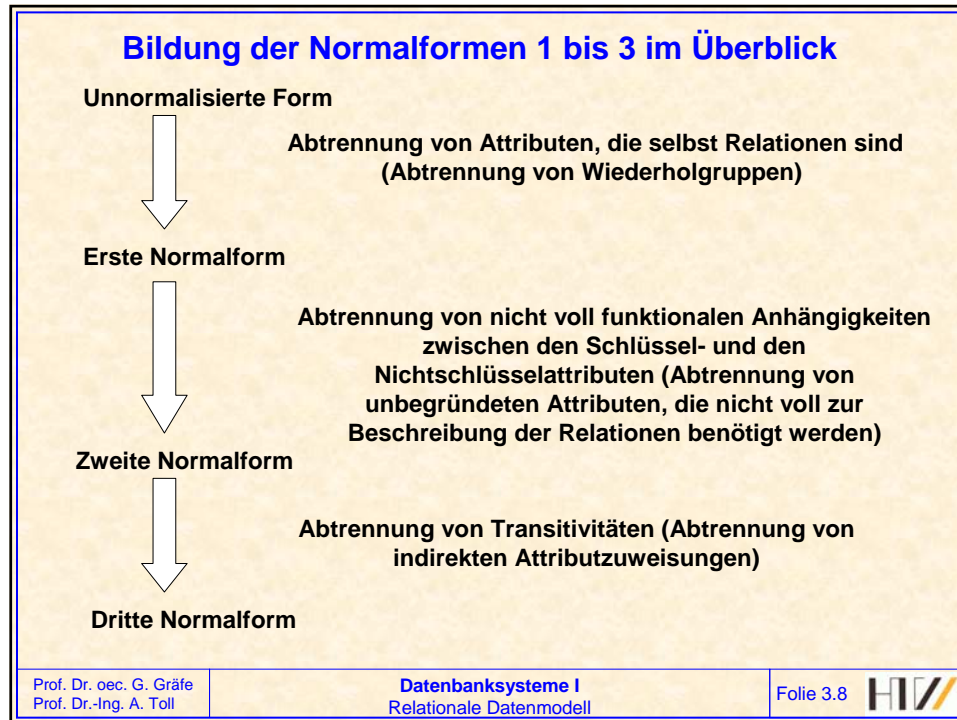 Bildung der Normalformen 1 bis 3 im Überblick
Unnormalisierte Form
Abtrennung von Attributen, die selbst Relationen sind
(Abtrennung von Wiederholgruppen)
Erste Normalform
Abtrennung von nicht voll funktionalen Anhängigkeiten
zwischen den Schlüssel- und den
Nichtschlüsselattributen (Abtrennung von
unbegründeten Attributen, die nicht voll zur
Beschreibung der Relationen benötigt werden)
Zweite Normalform
Abtrennung von Transitivitäten (Abtrennung von
indirekten Attributzuweisungen)
Dritte Normalform
Prof. Dr. oec. G. Gräfe
Prof. Dr.-Ing. A. Toll
Datenbanksysteme I
Relationale Datenmodell
Folie 3.8